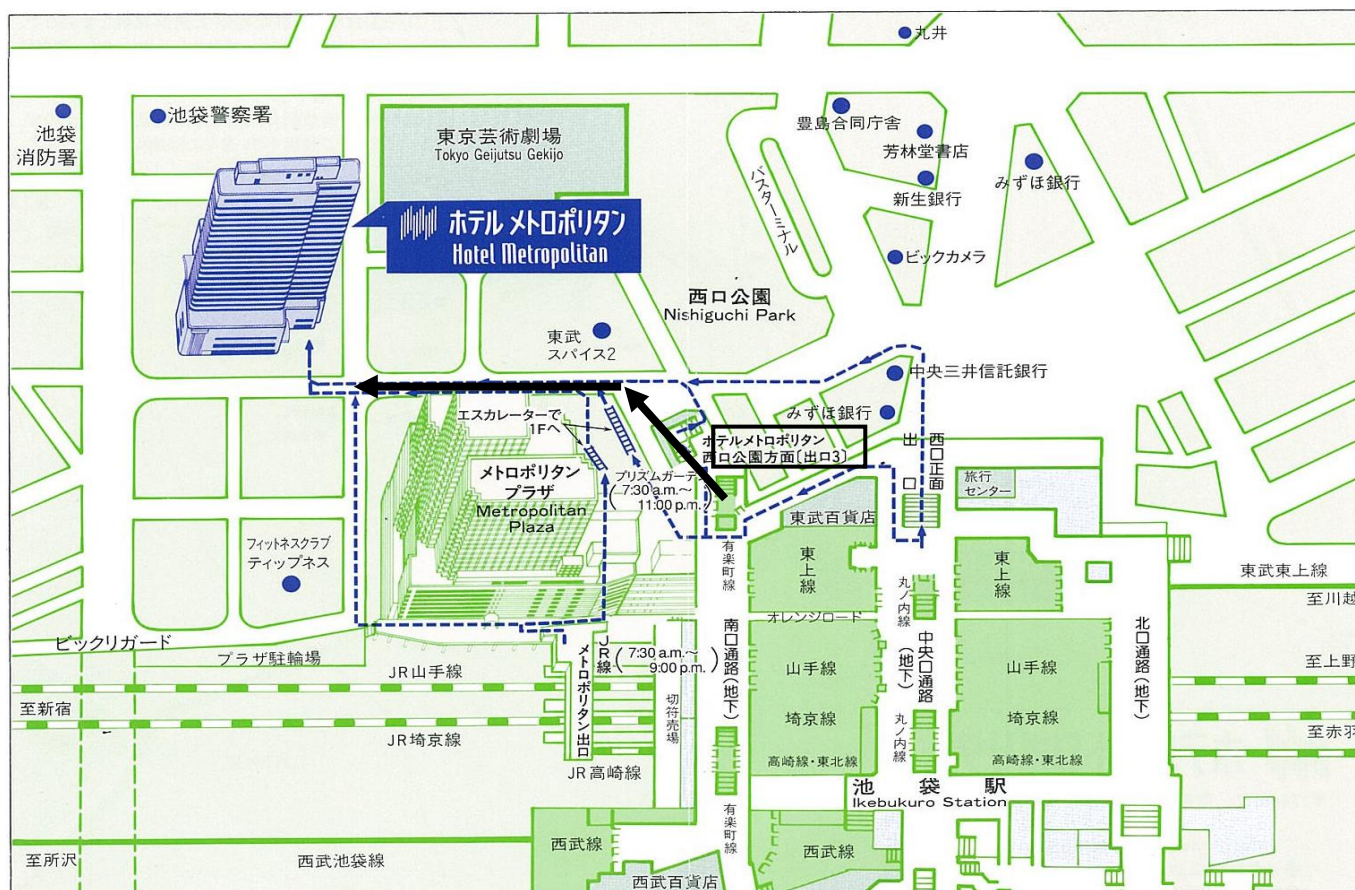 丸井
池袋
消防署
池袋警察署
東京芸術劇場
Tokyo Geijutsu Gekijo
豊島合同庁舎
芳林堂書店
新生銀行
みずほ銀行
バスターミナル
ビックカメラ
ホテル メトロポリタン
Hotel Metropolitan
西口公園
Nishiguchi Park
東武
スパイス2
中央三井信託銀行
みずほ銀行
エスカレーターで
1Fへ
ホテルメトロポリタン
西口公園方面〔出口3〕
西口正面
出口
メトロポリタン
プラザ
Metropolitan
Plaza
プリズムガーデン
(7:30 a.m.〜
11:00 p.m.)
旅行
センター
東武百貨店
フィットネスクラブ
ティップネス
有楽町線
東上線
丸ノ内線
東上線
東武東上線
至川越
オレンジロード
ビックリガード
プラザ駐輪場
JR線
(7:30 a.m.〜
9:00 p.m.)
メトロポリタン出口
南口通路(地下)
中央口通路
(地下)
北口通路(地下)
JR山手線
山手線
山手線
至上野
至新宿
切符売場
埼京線
丸ノ内線
埼京線
至赤羽
JR埼京線
高崎線・東北線
高崎線・東北線
JR高崎線
池袋駅
Ikebukuro Station
有楽町線
西武線
西武線
至所沢
西武池袋線
西武百貨店